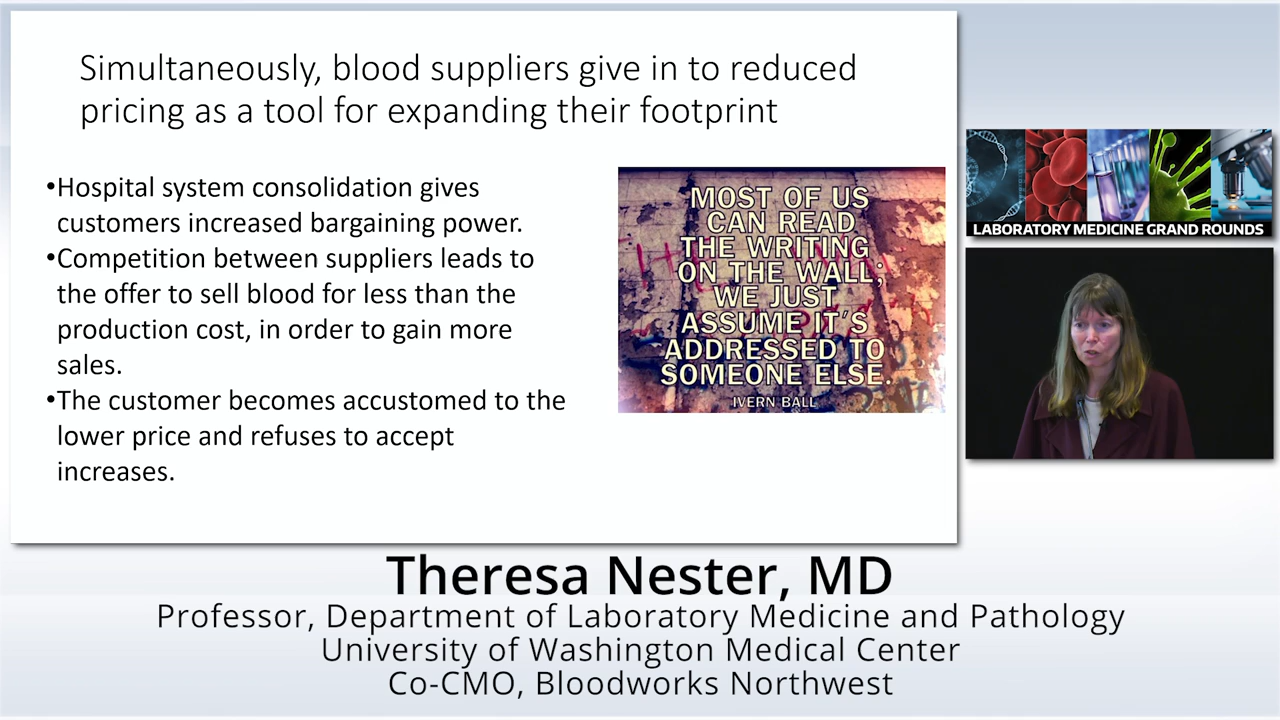 Simultaneously, blood suppliers give in to reduced
pricing as a tool for expanding their footprint
•Hospital system consolidation gives
customers increased bargaining power.
•Competition between suppliers leads to
the offer to sell blood for less than the
production cost, in order to gain more
sales.
•The customer becomes accustomed to the
lower price and refuses to accept
increases.
MOST OF US
CAN READ
THE WRITING
ON THE WALL;
WE JUST
ASSUME IT'S
ADDRESSED TO
SOMEONE ELSE.
IVERN BALL
LABORATORY MEDICINE GRAND ROUNDS
Theresa Nester, MD
Professor, Department of Laboratory Medicine and Pathology
University of Washington Medical Center
Co-CMO, Bloodworks Northwest